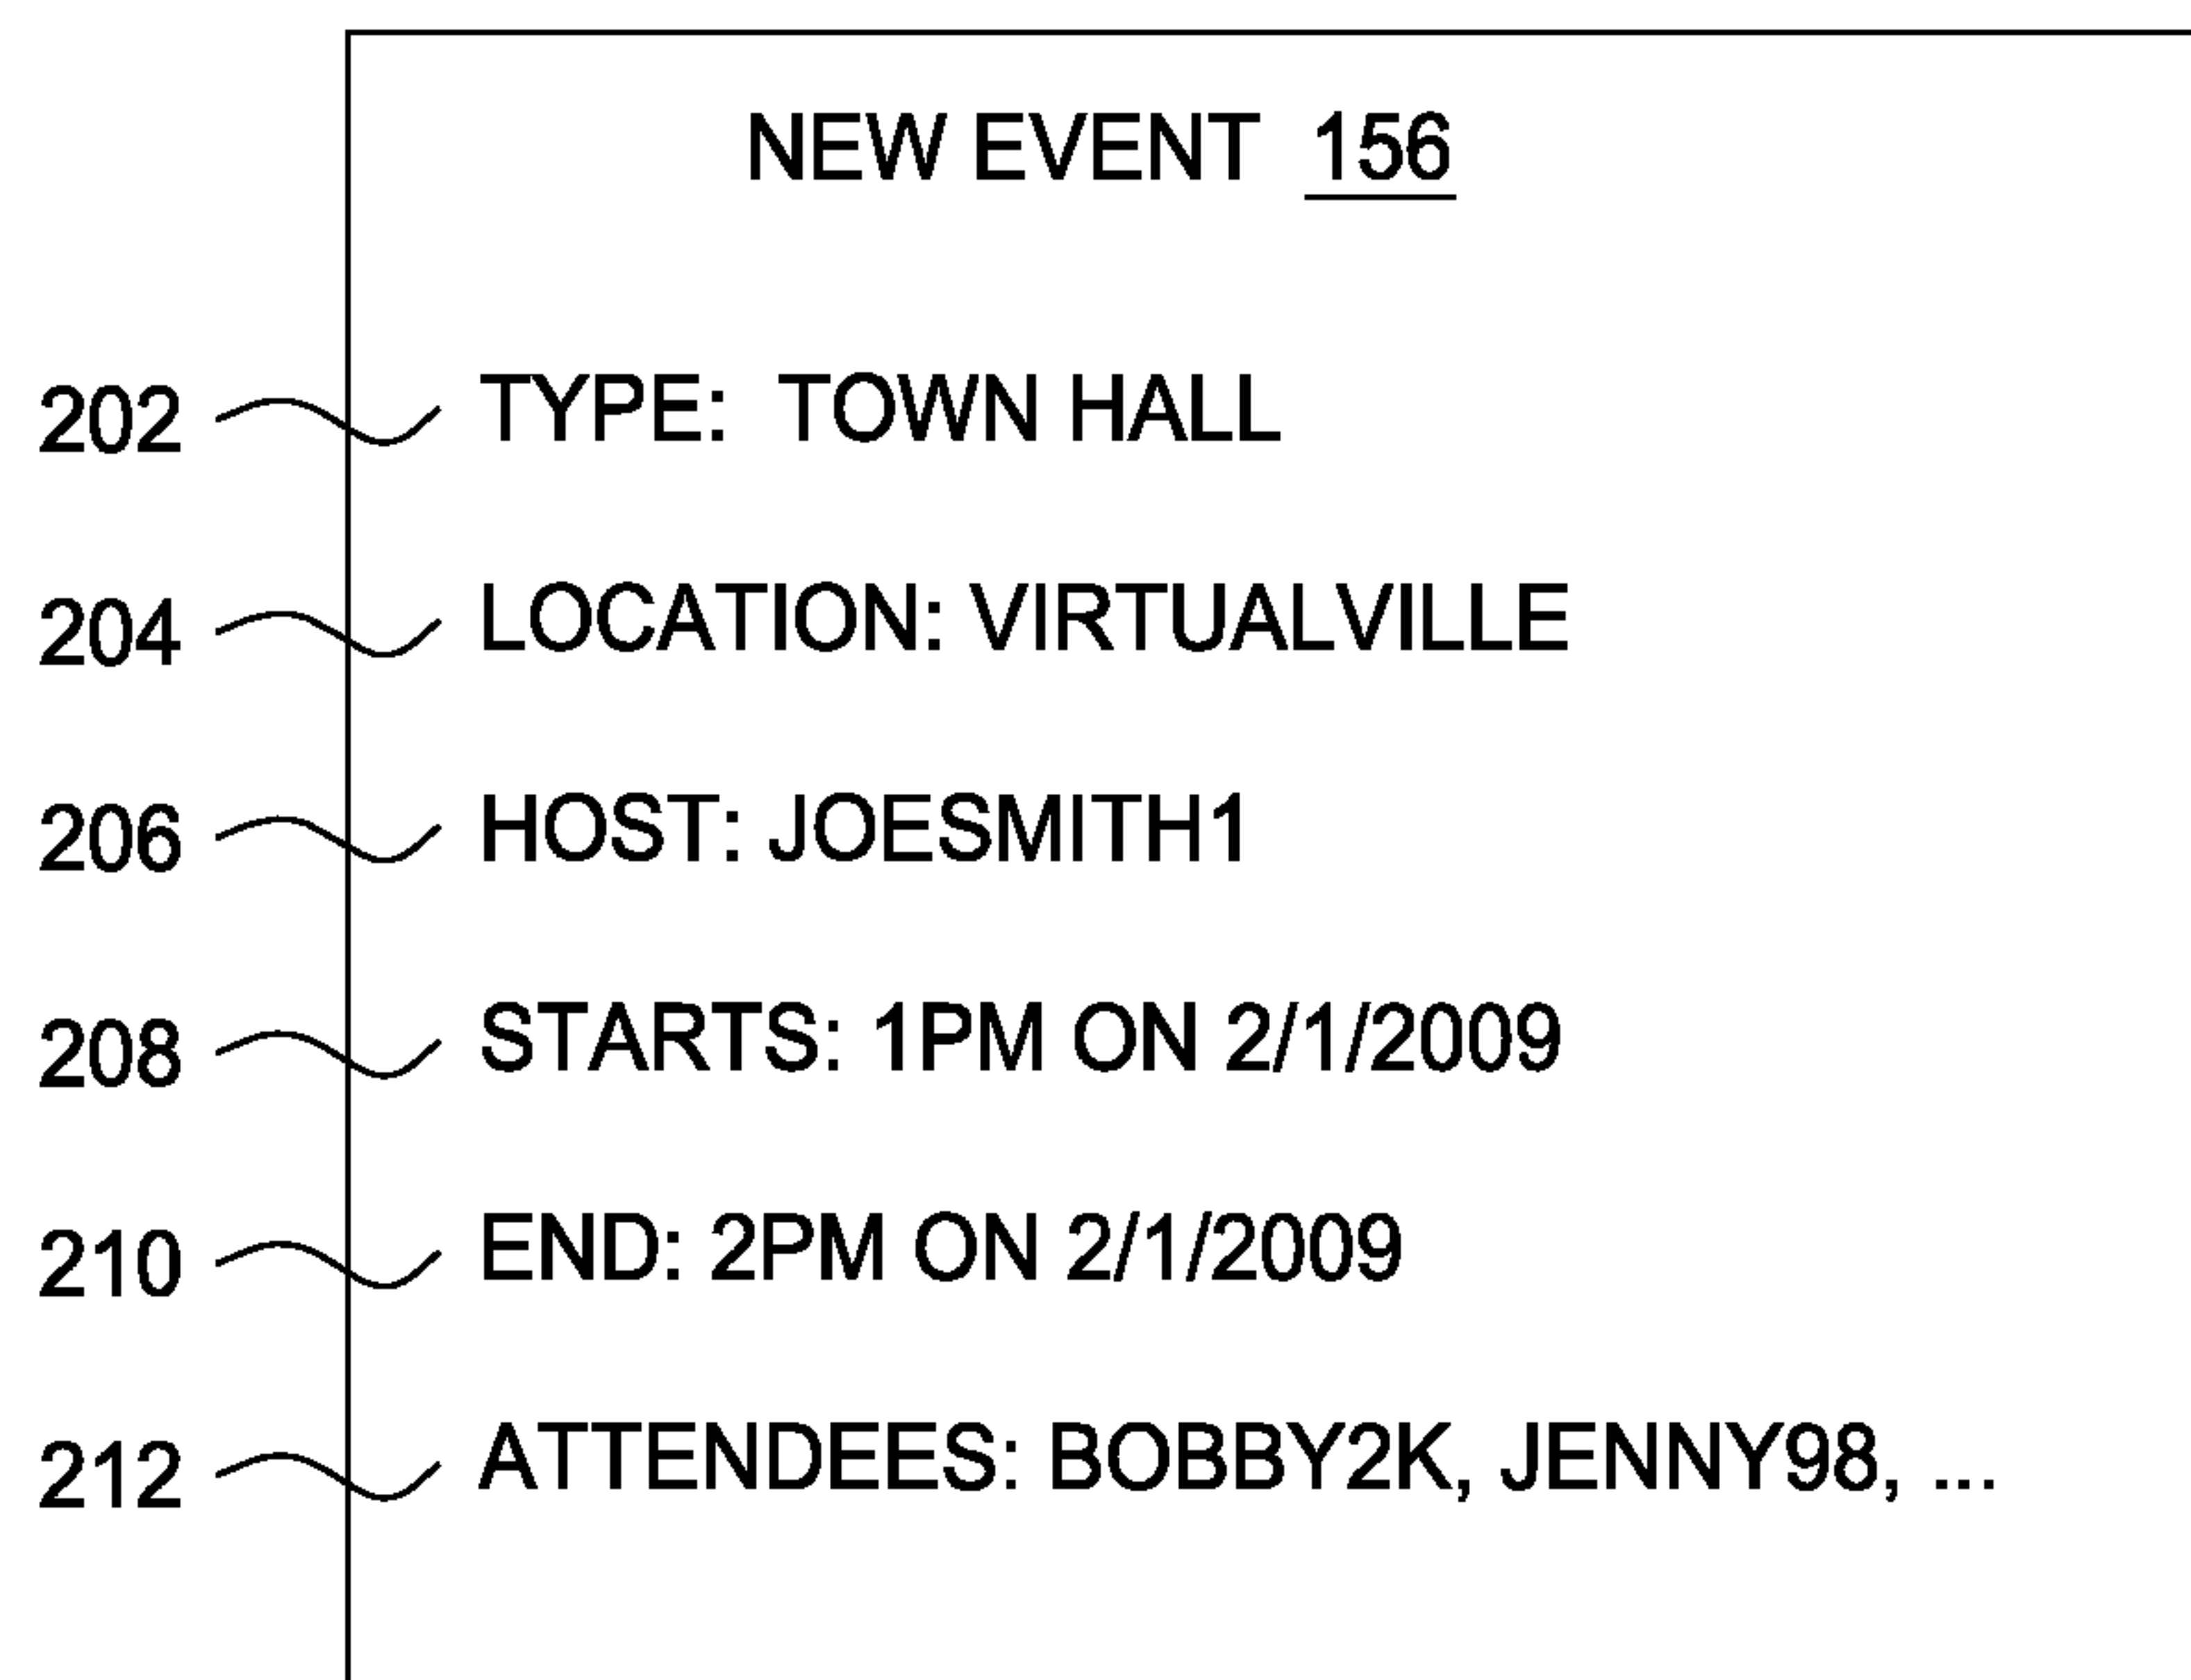 NEW EVENT 156
202 TYPE: TOWN HALL
204 LOCATION: VIRTUALVILLE
206 HOST: JOESMITH1
208 STARTS: 1PM ON 2/1/2009
210 END: 2PM ON 2/1/2009
212 ATTENDEES: BOBBY2K, JENNY98, ...